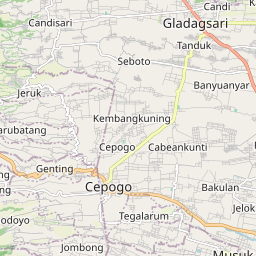 Candi
Candisari
Gladagsari
Tanduk
Seboto
Banyuanyar
Jeruk
Kembangkuning
arubatang
Cepogo
Cabeankunti
Genting
Cepogo
Bakulan
Jelok
Tegalarum
odoyo
Jombong
Musuk